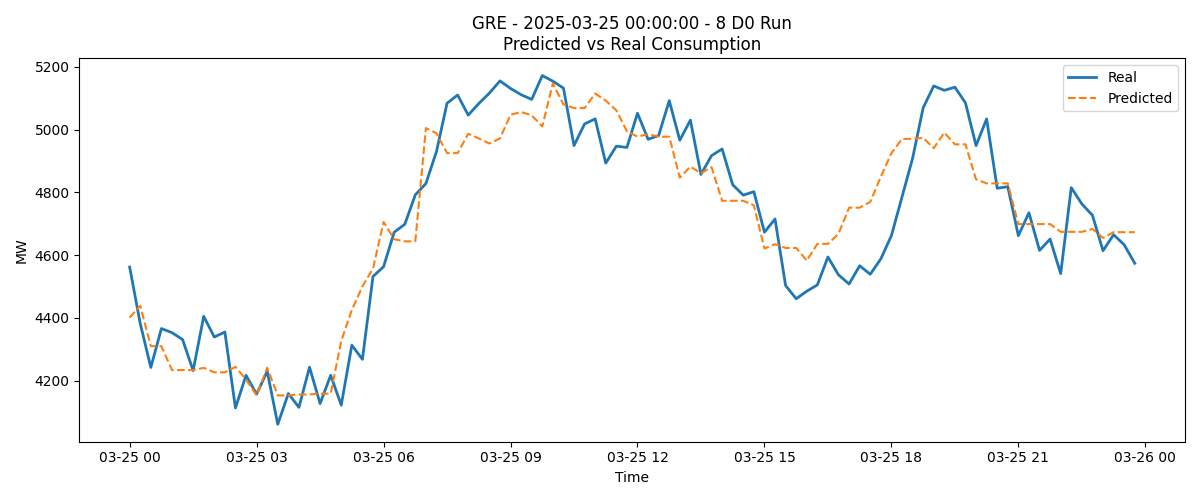 GRE - 2025-03-25 00:00:00 - 8 D0 Run
Predicted vs Real Consumption
Real
Predicted
MW
5200
5000
4800
4600
4400
4200
03-25 00
03-25 03
03-25 06
03-25 09
03-25 12
03-25 15
03-25 18
03-25 21
03-26 00
Time